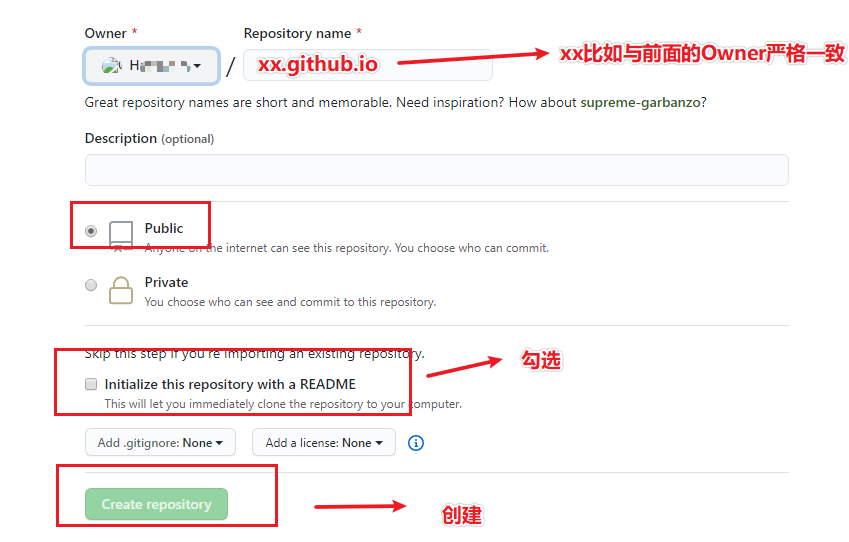 Owner *
Repository name *
H
/
xx.github.io
xx比如与前面的Owner严格一致
Great repository names are short and memorable. Need inspiration? How about supreme-garbanzo?
Description (optional)
Public
Anyone on the internet can see this repository. You choose who can commit.
Private
You choose who can see and commit to this repository.
Skip this step if you're importing an existing repository.
勾选
Initialize this repository with a README
This will let you immediately clone the repository to your computer.
Add .gitignore: None
Add a license: None
Create repository
创建